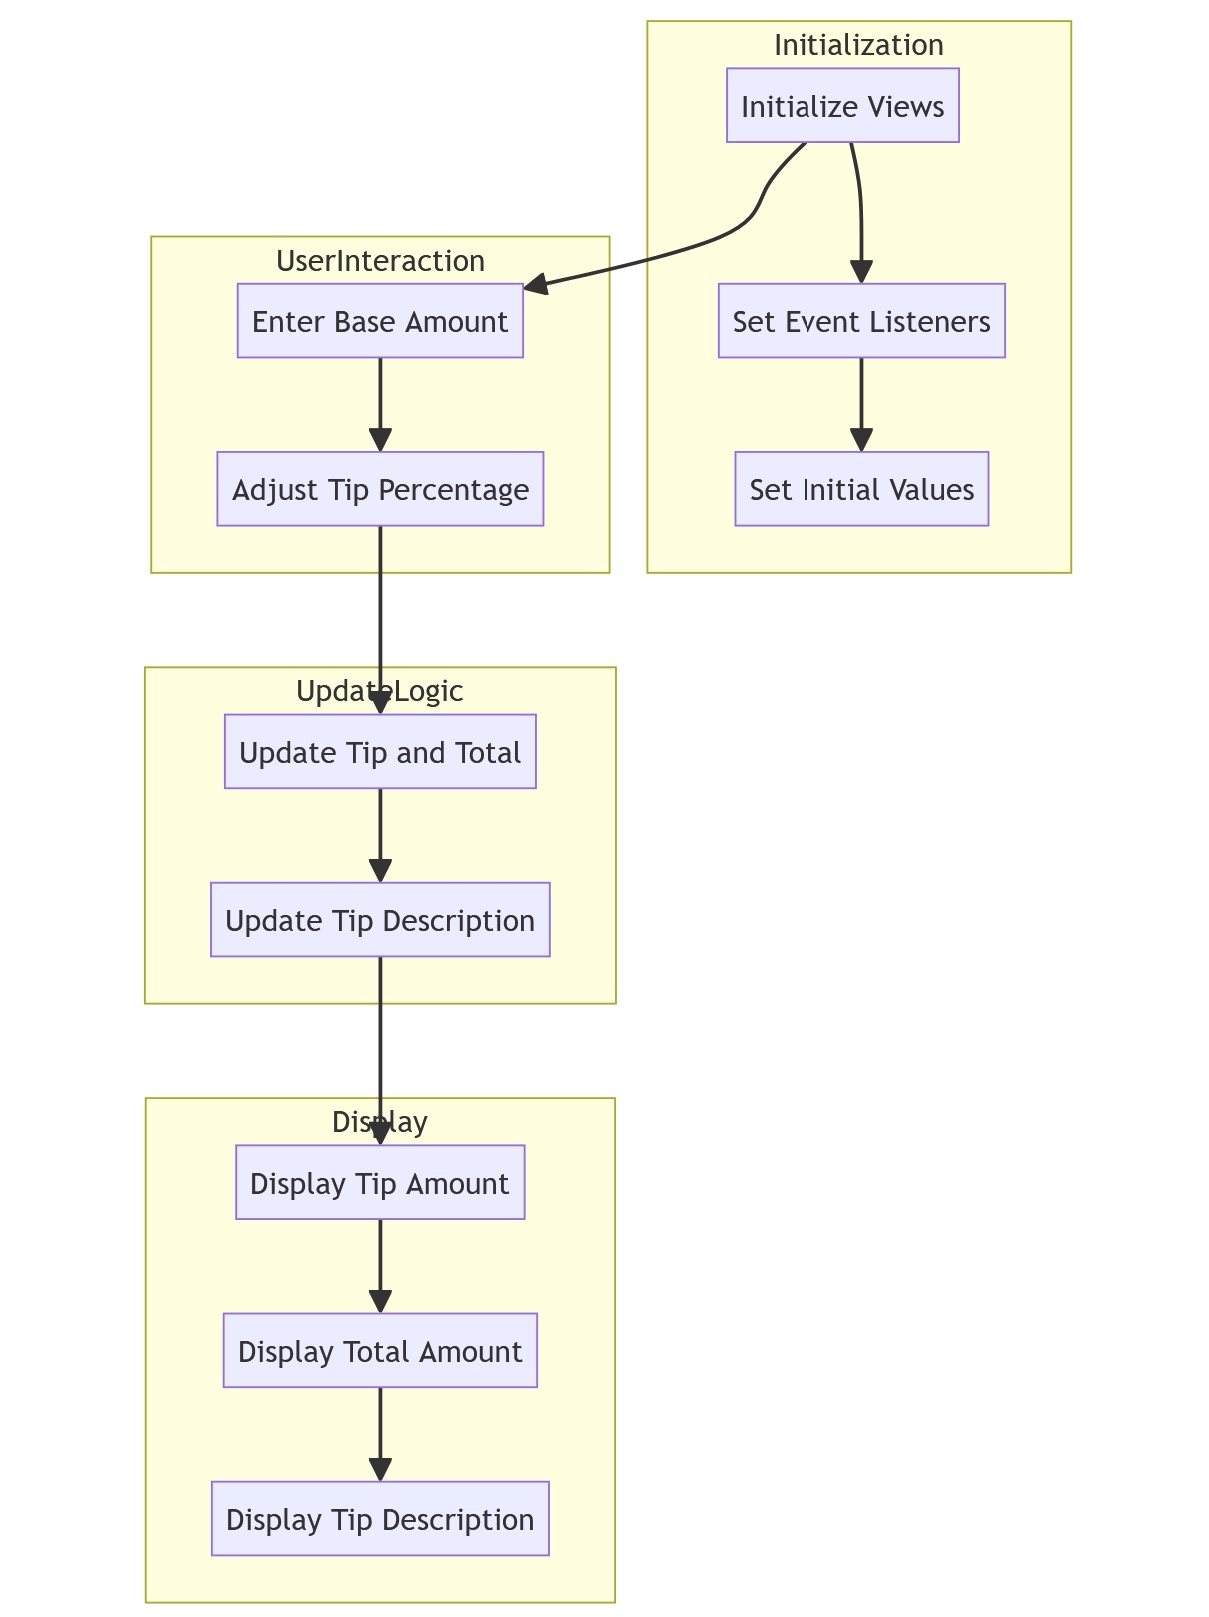 Initialization
Initialize Views
UserInteraction
Enter Base Amount
Set Event Listeners
Adjust Tip Percentage
Set Initial Values
UpdateLogic
Update Tip and Total
Update Tip Description
Display
Display Tip Amount
Display Total Amount
Display Tip Description